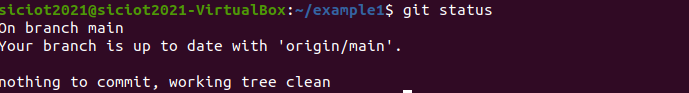 siciot2021@siciot2021-VirtualBox:~/example1$ git status
On branch main
Your branch is up to date with 'origin/main'.
nothing to commit, working tree clean